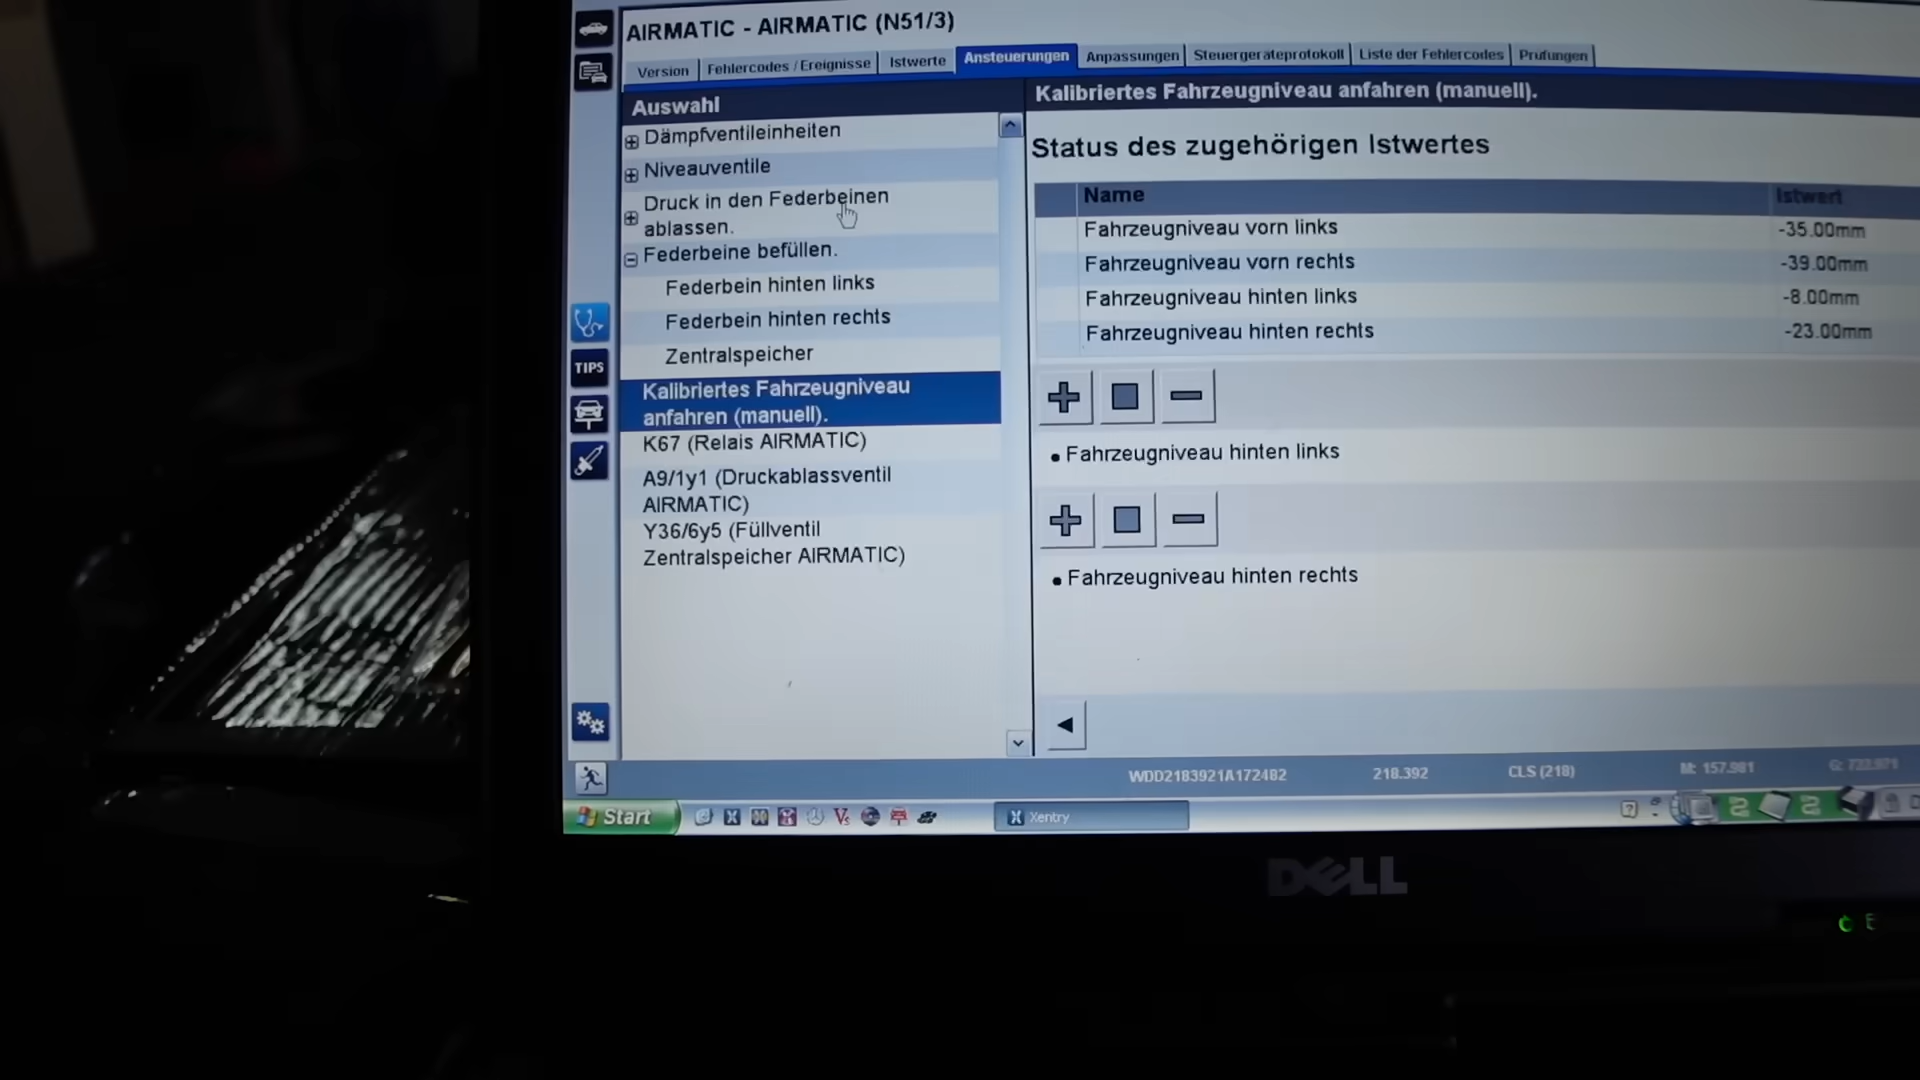 AIRMATIC - AIRMATIC (N51/3)
Version
Fehlercodes / Ereignisse
Istwerte
Ansteuerungen
Anpassungen
Steuergeräteprotokoll
Liste der Fehlercodes
Prüfungen
Auswahl
Dämpfventileinheiten
Niveauventile
Druck in den Federbeinen
ablassen.
Federbeine befüllen.
Federbein hinten links
Federbein hinten rechts
Zentralspeicher
Kalibriertes Fahrzeugniveau
anfahren (manuell).
K67 (Relais AIRMATIC)
A9/1y1 (Druckablassventil
AIRMATIC)
Y36/6y5 (Füllventil
Zentralspeicher AIRMATIC)
TIPS
Kalibriertes Fahrzeugniveau anfahren (manuell).
Status des zugehörigen Istwertes
Name Istwert
Fahrzeugniveau vorn links -35.00mm
Fahrzeugniveau vorn rechts -39.00mm
Fahrzeugniveau hinten links -8.00mm
Fahrzeugniveau hinten rechts -23.00mm
• Fahrzeugniveau hinten links
• Fahrzeugniveau hinten rechts
WDD2183921A172482 218.392 CLS (218) M: 157.981
Start
Xentry
DELL